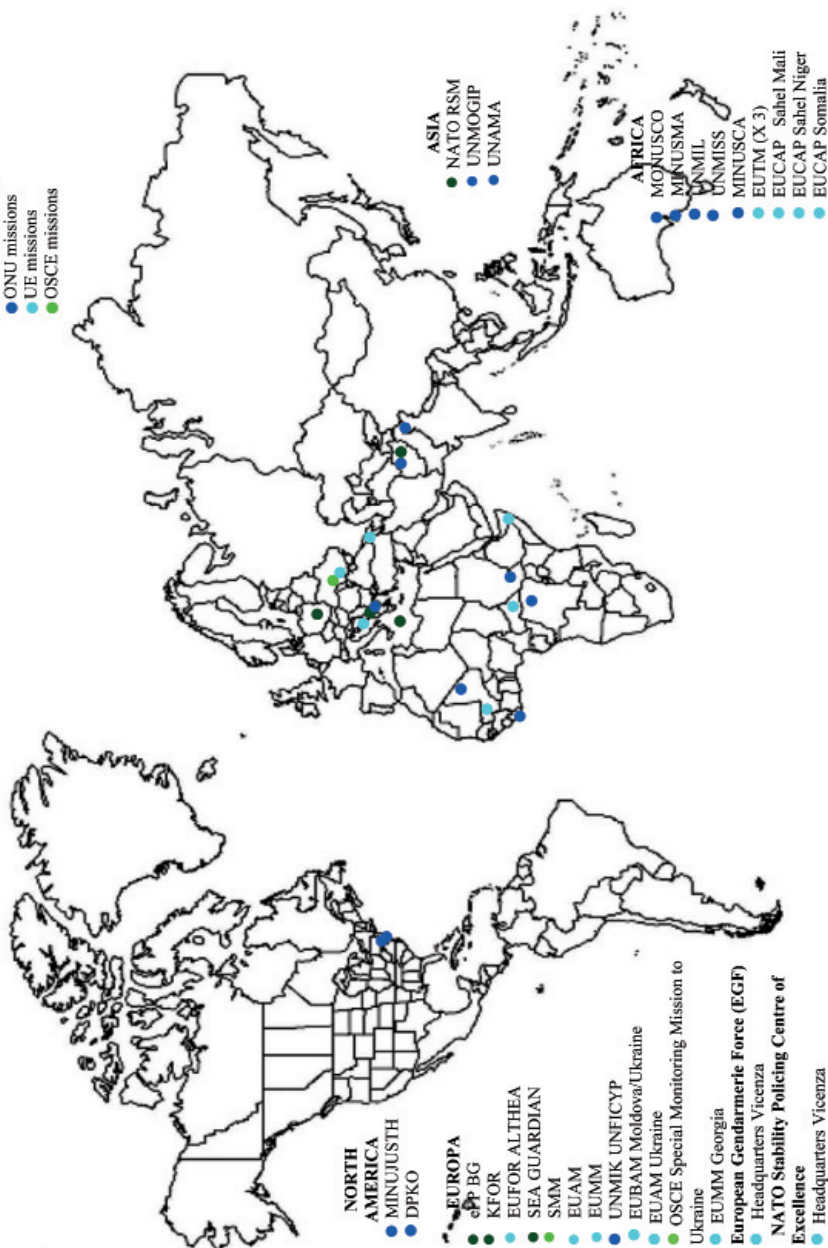 ONU missions
UE missions
OSCE missions
ASIA
NATO RSM
UNMOGIP
UNAMA
AFRICA
MONUSCO
MINUSMA
UNMIL
UNMISS
MINUSCA
EUTM (X 3)
EUCAP Sahel Mali
EUCAP Sahel Niger
EUCAP Somalia
NORTH
AMERICA
MINUJUSTH
DPKO
EUROPA
eFP BG
KFOR
EUFOR ALTHEA
SEA GUARDIAN
SMM
EUAM
EUMM
UNMIK UNFICYP
EUBAM Moldova/Ukraine
EUAM Ukraine
OSCE Special Monitoring Mission to
Ukraine
EUMM Georgia
European Gendarmerie Force (EGF)
Headquarters Vicenza
NATO Stability Policing Centre of
Excellence
Headquarters Vicenza